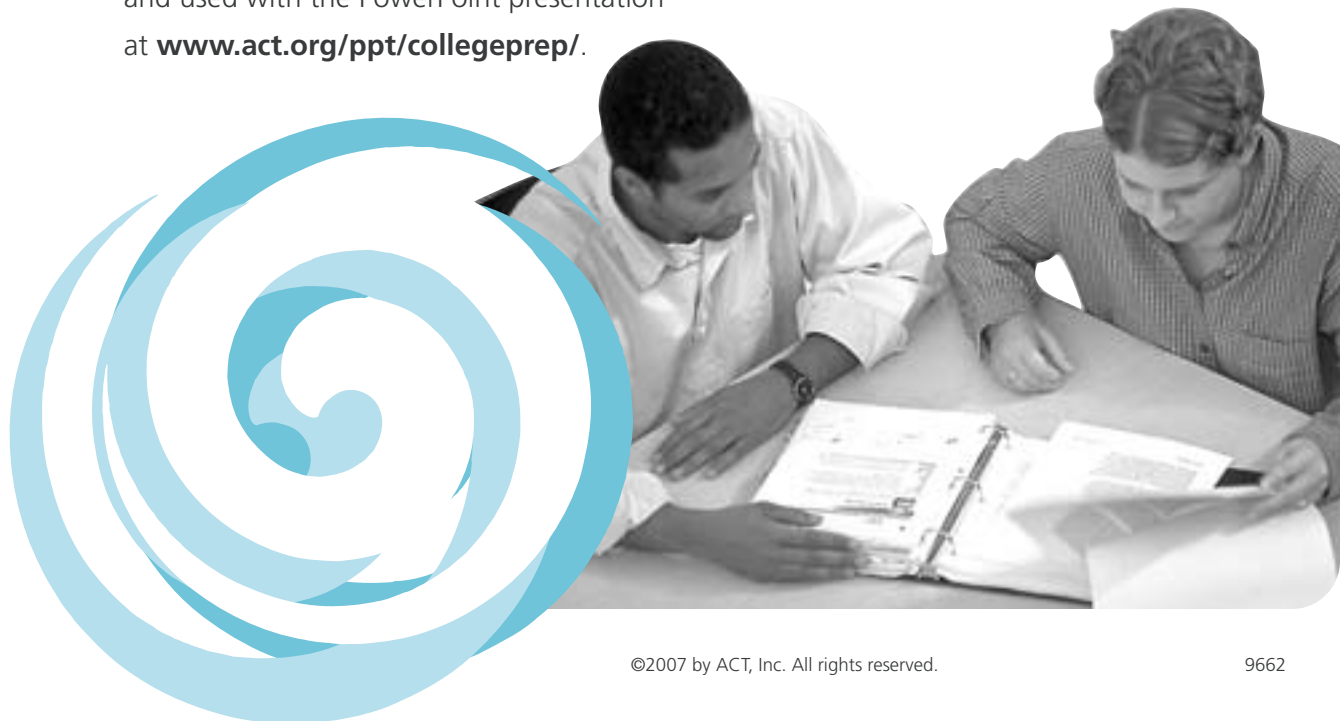 and used with the PowerPoint presentation
at www.act.org/ppt/collegeprep/.
©2007 by ACT, Inc. All rights reserved.
9662